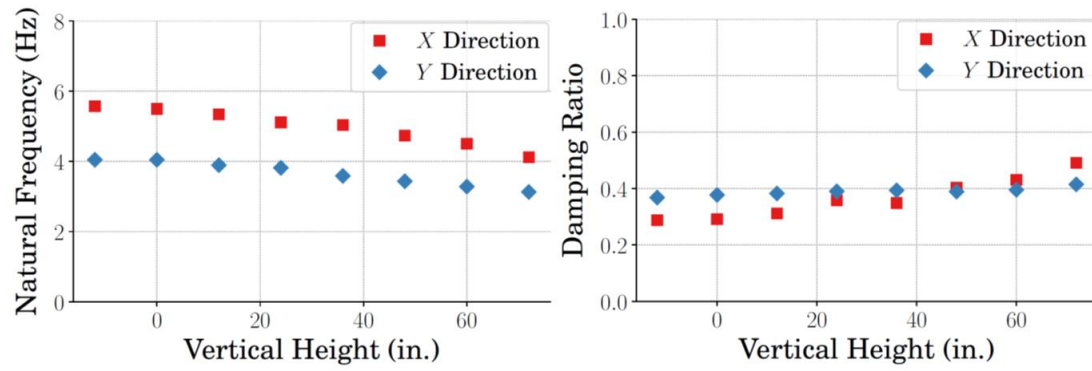 Natural Frequency (Hz)
8
6
4
2
0
X Direction
Y Direction
0 20 40 60
Vertical Height (in.)
Damping Ratio
1.0
0.8
0.6
0.4
0.2
0.0
X Direction
Y Direction
0 20 40 60
Vertical Height (in.)